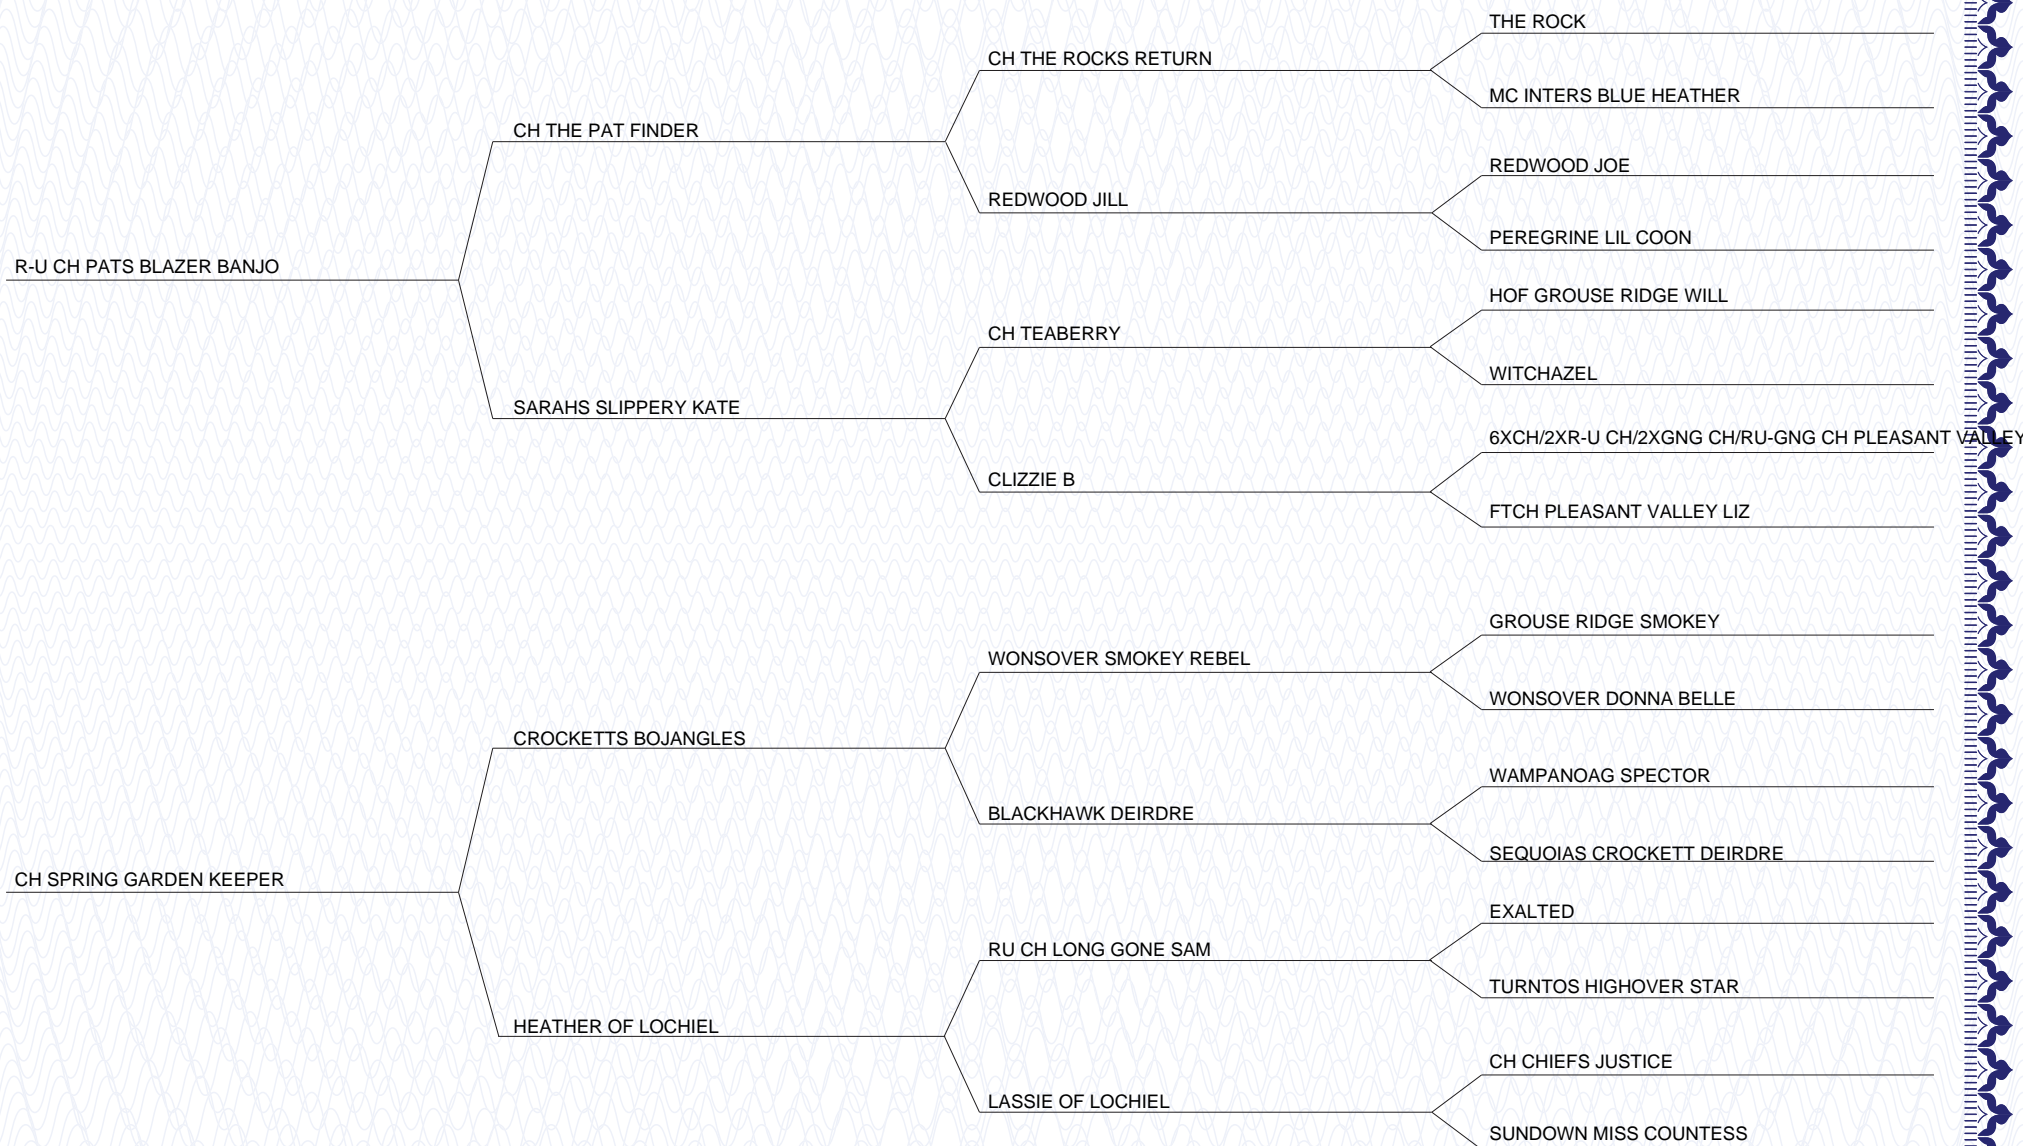 THE ROCK
CH THE ROCKS RETURN
MC INTERS BLUE HEATHER
CH THE PAT FINDER
REDWOOD JOE
REDWOOD JILL
PEREGRINE LIL COON
R-U CH PATS BLAZER BANJO
HOF GROUSE RIDGE WILL
CH TEABERRY
WITCHAZEL
SARAHS SLIPPERY KATE
6XCH/2XR-U CH/2XGNG CH/RU-GNG CH PLEASANT VALLEY
CLIZZIE B
FTCH PLEASANT VALLEY LIZ
GROUSE RIDGE SMOKEY
WONSOVER SMOKEY REBEL
WONSOVER DONNA BELLE
CROCKETTS BOJANGLES
WAMPANOAG SPECTOR
BLACKHAWK DEIRDRE
SEQUOIAS CROCKETT DEIRDRE
CH SPRING GARDEN KEEPER
EXALTED
RU CH LONG GONE SAM
TURNTOS HIGHOVER STAR
HEATHER OF LOCHIEL
CH CHIEFS JUSTICE
LASSIE OF LOCHIEL
SUNDOWN MISS COUNTESS